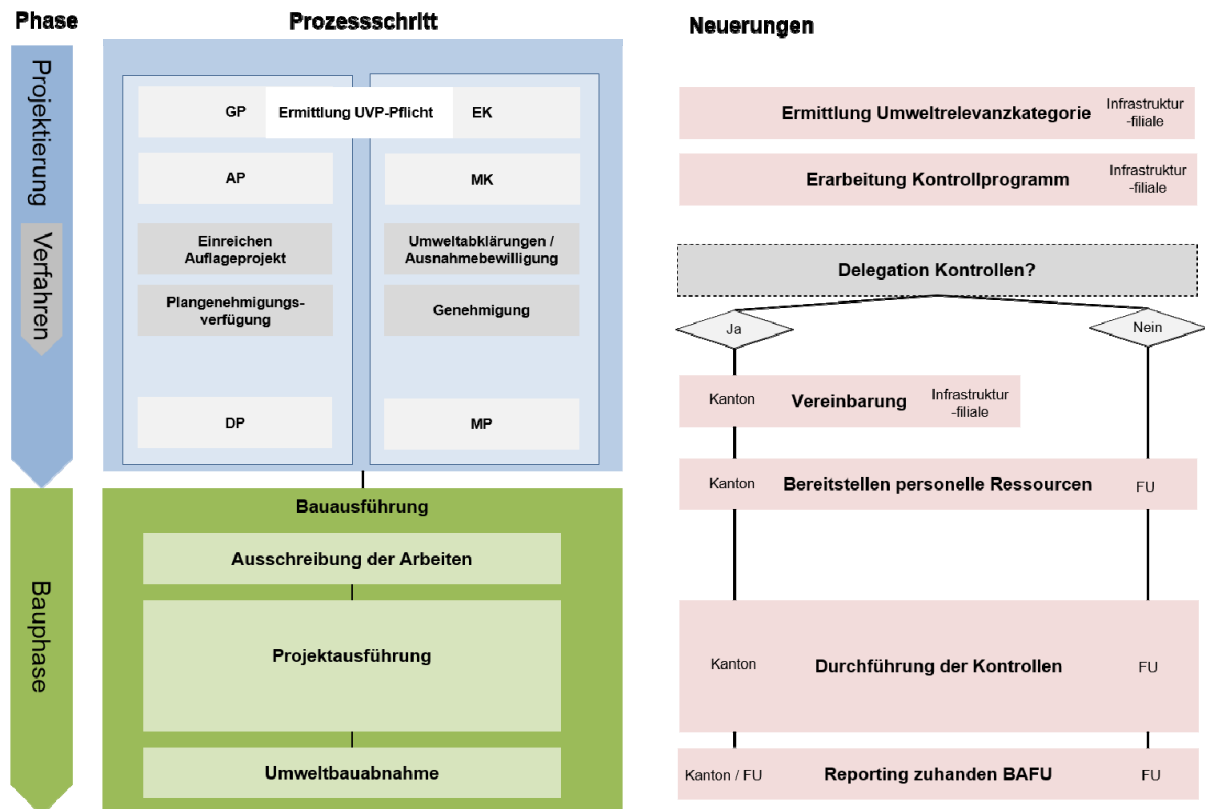 Phase
Prozessschritt
Neuerungen
Projektierung
Verfahren
Bauphase
GP
Ermittlung UVP-Pflicht
EK
AP
MK
Einreichen
Auflageprojekt
Umweltabklärungen /
Ausnahmebewilligung
Plangenehmigungs-
verfügung
Genehmigung
DP
MP
Bauausführung
Ausschreibung der Arbeiten
Projektausführung
Umweltbauabnahme
Ermittlung Umweltrelevanzkategorie
Infrastruktur
-filiale
Erarbeitung Kontrollprogramm
Infrastruktur
-filiale
Delegation Kontrollen?
Ja
Nein
Kanton
Vereinbarung
Infrastruktur
-filiale
Kanton
Bereitstellen personelle Ressourcen
FU
Kanton
Durchführung der Kontrollen
FU
Kanton / FU
Reporting zuhanden BAFU
FU